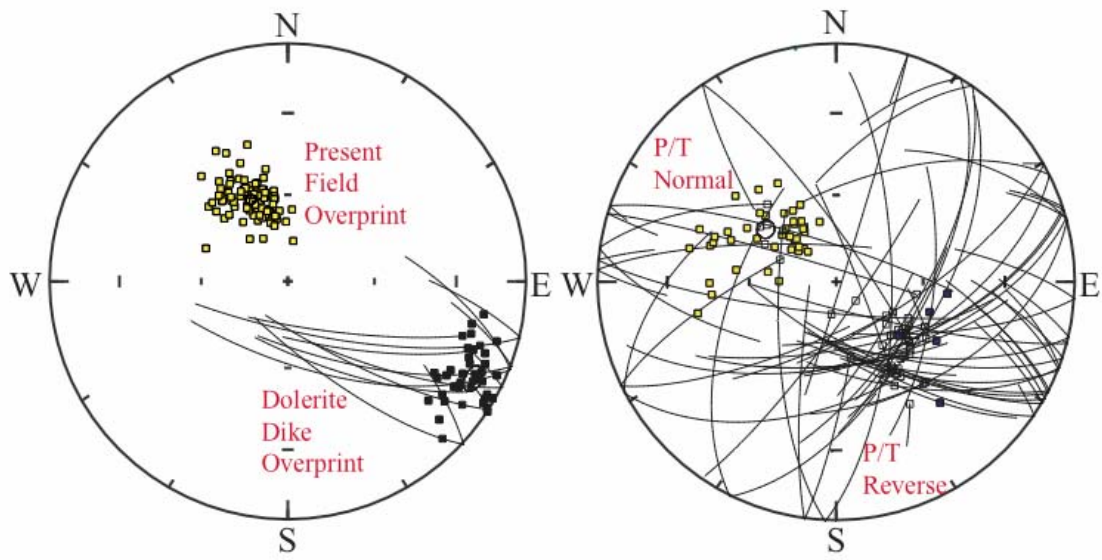 N
Present
Field
Overprint
W
E
Dolerite
Dike
Overprint
S
N
P/T
Normal
W
E
P/T
Reverse
S